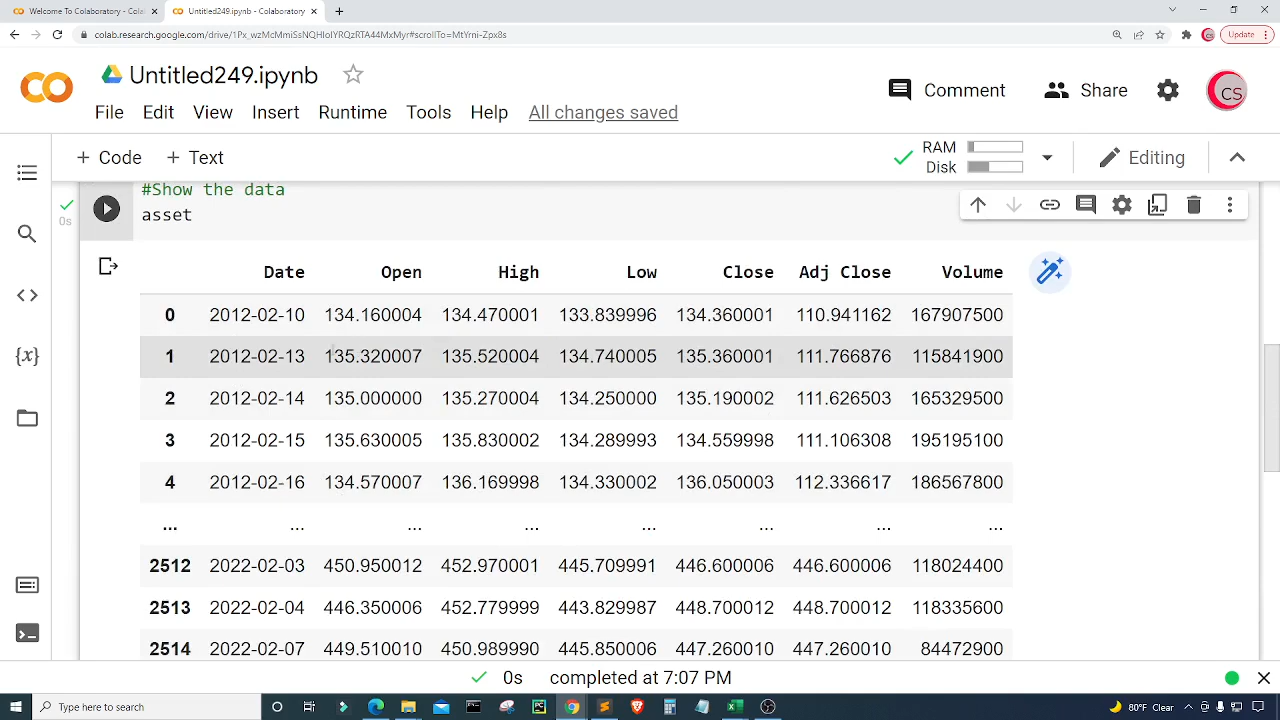 Welcome To Colaboratory - Colab
Untitled249.ipynb - Colaboratory
colab.research.google.com/drive/1Px_wzMcMmiSsNQHIoIYRQzRTA44MxMyr#scrollTo=MtYrni-Zpx8s
Update
CO
Untitled249.ipynb
Comment
Share
CS
File Edit View Insert Runtime Tools Help All changes saved
+ Code + Text
RAM
Disk
Editing
#Show the data
0s
asset
Date Open High Low Close Adj Close Volume
0 2012-02-10 134.160004 134.470001 133.839996 134.360001 110.941162 167907500
1 2012-02-13 135.320007 135.520004 134.740005 135.360001 111.766876 115841900
2 2012-02-14 135.000000 135.270004 134.250000 135.190002 111.626503 165329500
3 2012-02-15 135.630005 135.830002 134.289993 134.559998 111.106308 195195100
4 2012-02-16 134.570007 136.169998 134.330002 136.050003 112.336617 186567800
... ... ... ... ... ... ... ...
2512 2022-02-03 450.950012 452.970001 445.709991 446.600006 446.600006 118024400
2513 2022-02-04 446.350006 452.779999 443.829987 448.700012 448.700012 118335600
2514 2022-02-07 449.510010 450.989990 445.850006 447.260010 447.260010 84472900
0s completed at 7:07 PM
Type here to search
80°F Clear